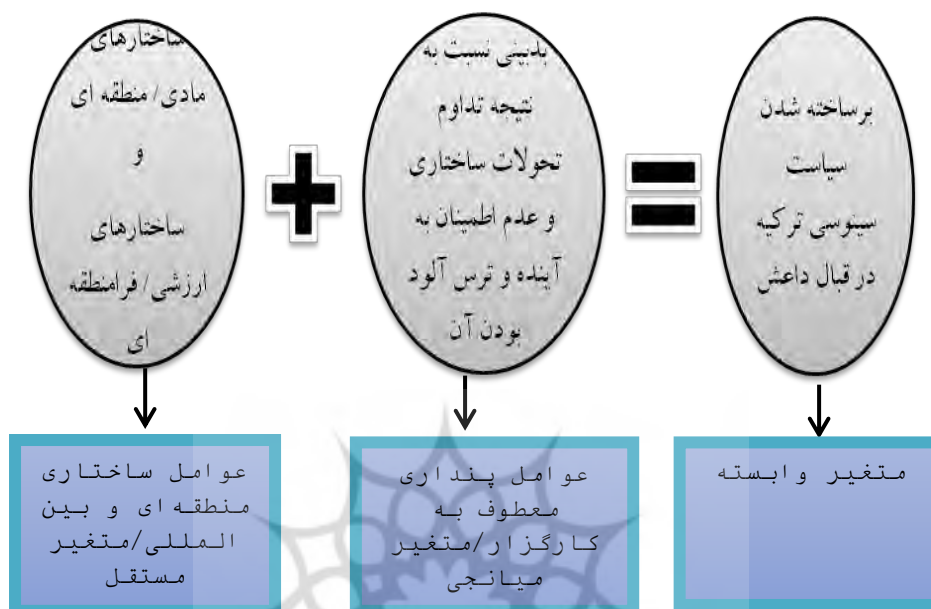 ساختارهای
مادی/ منطقه ای
و
ساختارهای
ارزشی/ فرامنطقه
ای
بدبینی نسبت به
نتیجه تداوم
تحولات ساختاری
و عدم اطمینان به
آینده و ترس آلود
بودن آن
برساخته شدن
سیاست
سینوسی ترکیه
در قبال داعش
عوامل ساختاری
منطقه‌ای و بین
المللی/متغیر
مستقل
عوامل پنداری
معطوف به
کارگزار/متغیر
میانجی
متغیر وابسته